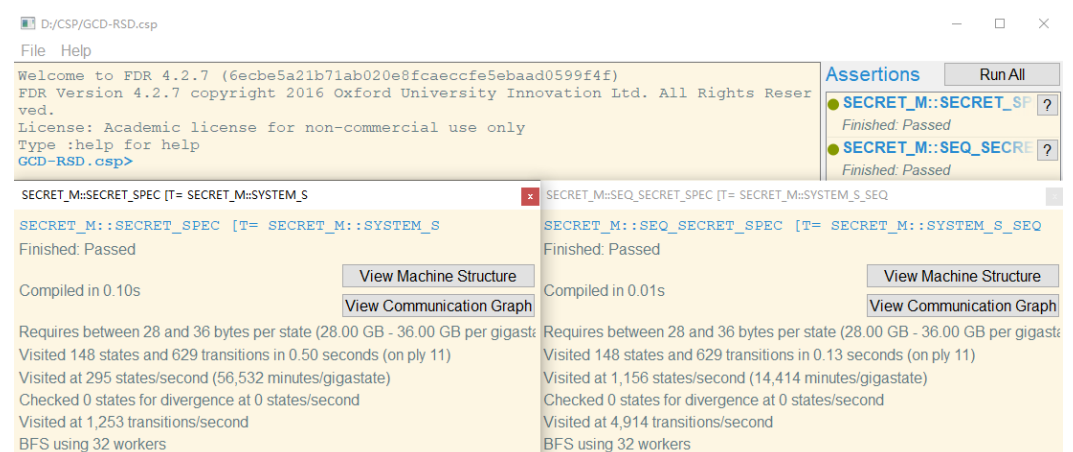 D:/CSP/GCD-RSD.csp
File Help
Welcome to FDR 4.2.7 (6ecbe5a21b71ab020e8fcaeccfe5ebaad0599f4f)
FDR Version 4.2.7 copyright 2016 Oxford University Innovation Ltd. All Rights Reser
ved.
License: Academic license for non-commercial use only
Type :help for help
GCD-RSD.csp>
Assertions Run All
SECRET_M::SECRET_SP ?
Finished: Passed
SECRET_M::SEQ_SECRE ?
Finished: Passed
SECRET_M::SECRET_SPEC [T= SECRET_M::SYSTEM_S
SECRET_M::SECRET_SPEC [T= SECRET_M::SYSTEM_S
Finished: Passed
View Machine Structure
Compiled in 0.10s
View Communication Graph
Requires between 28 and 36 bytes per state (28.00 GB - 36.00 GB per gigasta
Visited 148 states and 629 transitions in 0.50 seconds (on ply 11)
Visited at 295 states/second (56,532 minutes/gigastate)
Checked 0 states for divergence at 0 states/second
Visited at 1,253 transitions/second
BFS using 32 workers
SECRET_M::SEQ_SECRET_SPEC [T= SECRET_M::SYSTEM_S_SEQ
SECRET_M::SEQ_SECRET_SPEC [T= SECRET_M::SYSTEM_S_SEQ
Finished: Passed
View Machine Structure
Compiled in 0.01s
View Communication Graph
Requires between 28 and 36 bytes per state (28.00 GB - 36.00 GB per gigasta
Visited 148 states and 629 transitions in 0.13 seconds (on ply 11)
Visited at 1,156 states/second (14,414 minutes/gigastate)
Checked 0 states for divergence at 0 states/second
Visited at 4,914 transitions/second
BFS using 32 workers